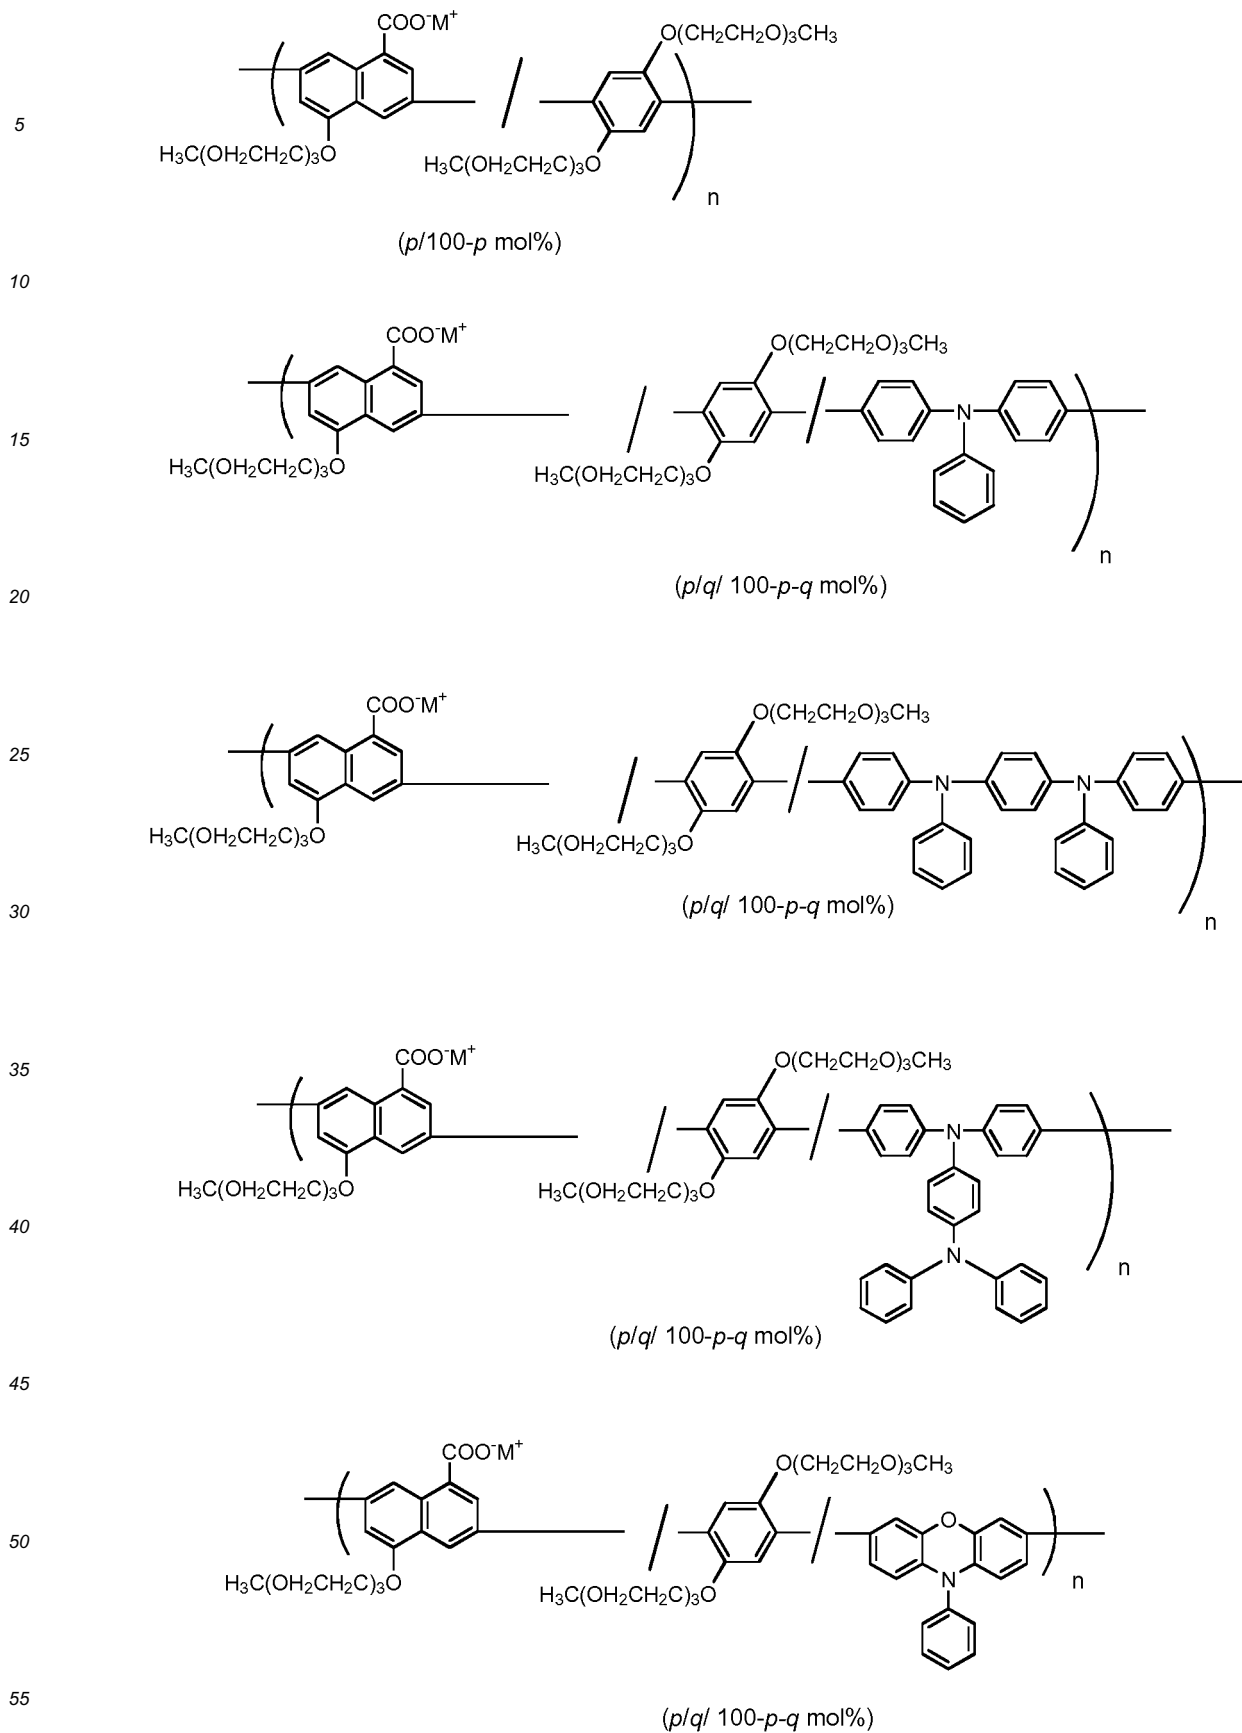 COO⁻M⁺
O(CH₂CH₂O)₃CH₃
5
H₃C(OH₂CH₂C)₃O
H₃C(OH₂CH₂C)₃O
n
(p/100-p mol%)
10
COO⁻M⁺
O(CH₂CH₂O)₃CH₃
N
15
H₃C(OH₂CH₂C)₃O
H₃C(OH₂CH₂C)₃O
n
(p/q/ 100-p-q mol%)
20
COO⁻M⁺
O(CH₂CH₂O)₃CH₃
25
N N
H₃C(OH₂CH₂C)₃O
H₃C(OH₂CH₂C)₃O
(p/q/ 100-p-q mol%)
30
n
COO⁻M⁺
O(CH₂CH₂O)₃CH₃
35
N
H₃C(OH₂CH₂C)₃O
H₃C(OH₂CH₂C)₃O
40
N
n
(p/q/ 100-p-q mol%)
45
COO⁻M⁺
O(CH₂CH₂O)₃CH₃
O
50
N
n
H₃C(OH₂CH₂C)₃O
H₃C(OH₂CH₂C)₃O
55
(p/q/ 100-p-q mol%)